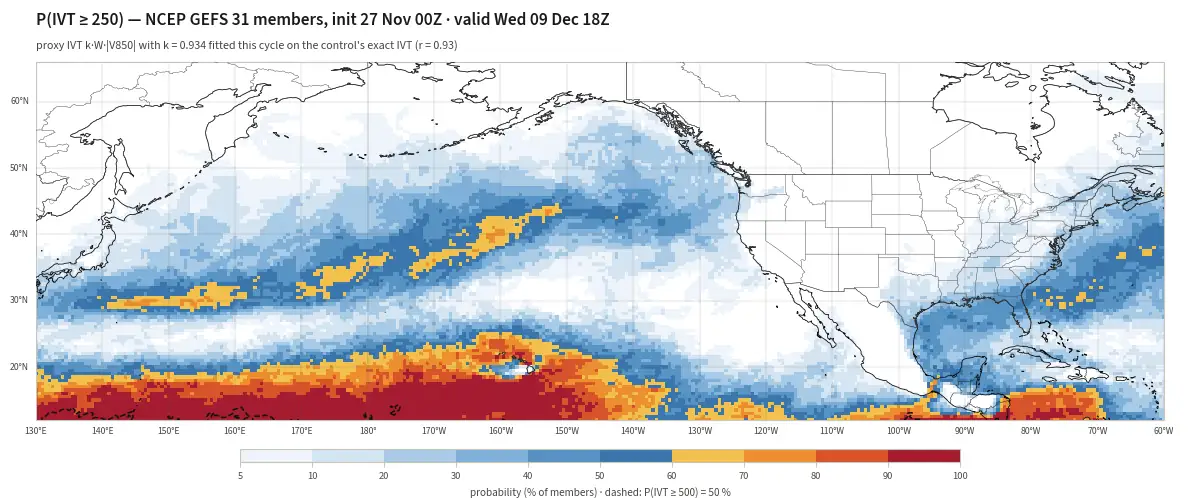 P(IVT ≥ 250) — NCEP GEFS 31 members, init 27 Nov 00Z · valid Wed 09 Dec 18Z
proxy IVT k·W·|V850| with k = 0.934 fitted this cycle on the control's exact IVT (r = 0.93)
60°N
50°N
40°N
30°N
20°N
130°E 140°E 150°E 160°E 170°E 180° 170°W 160°W 150°W 140°W 130°W 120°W 110°W 100°W 90°W 80°W 70°W 60°W
5 10 20 30 40 50 60 70 80 90 100
probability (% of members) · dashed: P(IVT ≥ 500) = 50 %